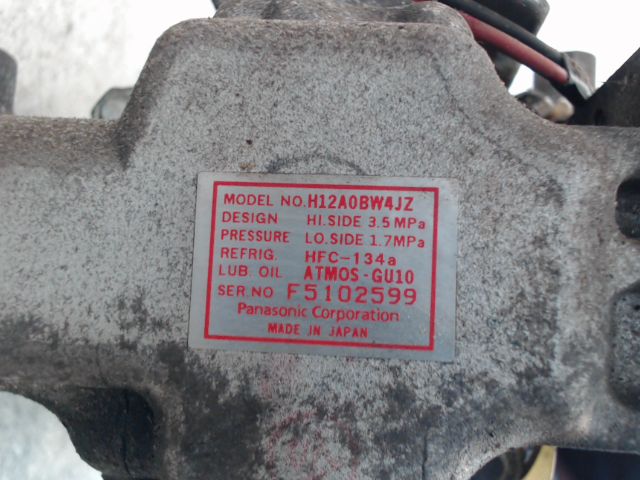 MODEL NO. H12A0BW4JZ
DESIGN HI.SIDE 3.5 MPa
PRESSURE LO.SIDE 1.7MPa
REFRIG. HFC-134a
LUB. OIL ATMOS-GU10
SER.NO F5102599
Panasonic Corporation
MADE IN JAPAN